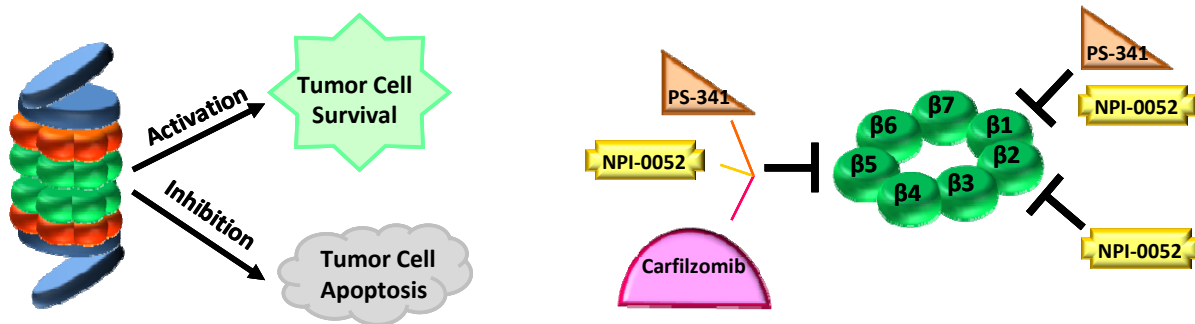 Activation
Inhibition
Tumor Cell
Survival
Tumor Cell
Apoptosis
PS-341
NPI-0052
Carfilzomib
β7
β6
β1
β5
β2
β4
β3
PS-341
NPI-0052
NPI-0052